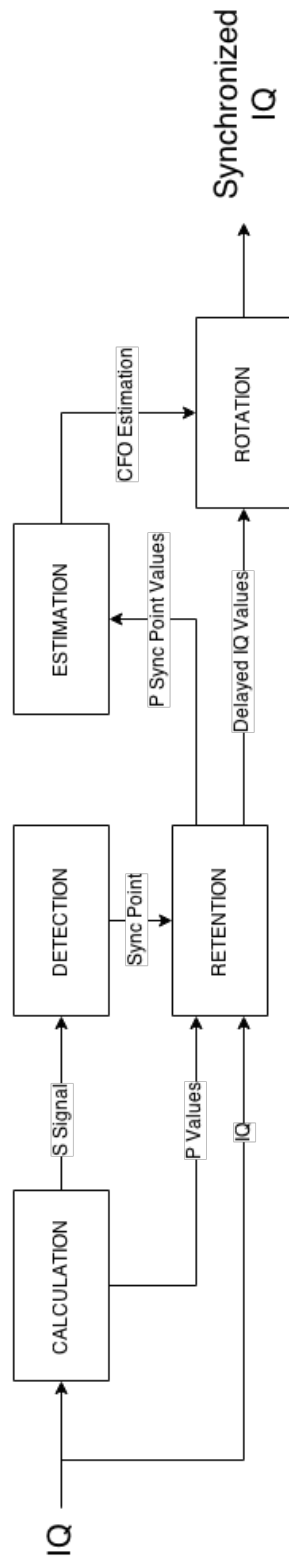 IQ
CALCULATION
S Signal
DETECTION
Sync Point
P Values
IQ
RETENTION
P Sync Point Values
ESTIMATION
CFO Estimation
Delayed IQ Values
ROTATION
Synchronized
IQ